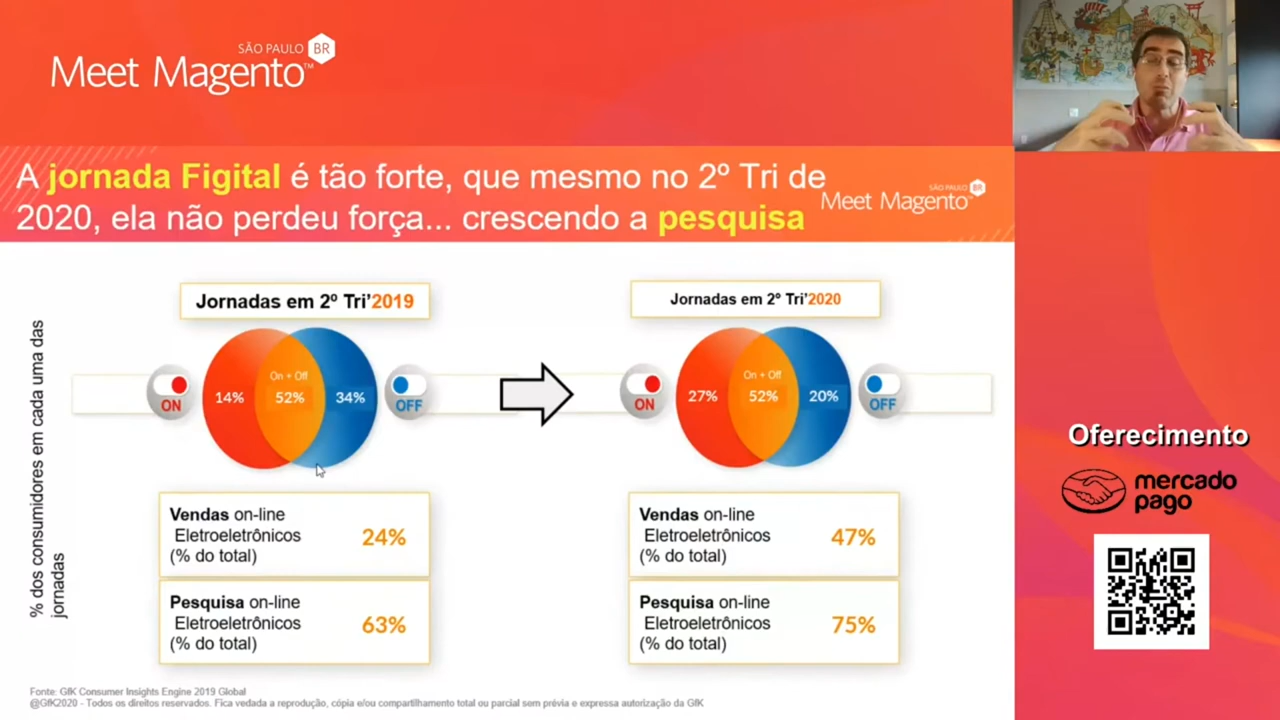 SÃO PAULO BR
Meet Magento™
A jornada Figital é tão forte, que mesmo no 2º Tri de
2020, ela não perdeu força... crescendo a pesquisa
SÃO PAULO BR
Meet Magento
% dos consumidores em cada uma das
jornadas
Jornadas em 2º Tri'2019
ON
14%
On + Off
52%
34%
OFF
Vendas on-line
Eletroeletrônicos
(% do total)
24%
Pesquisa on-line
Eletroeletrônicos
(% do total)
63%
Jornadas em 2º Tri'2020
ON
27%
On + Off
52%
20%
OFF
Vendas on-line
Eletroeletrônicos
(% do total)
47%
Pesquisa on-line
Eletroeletrônicos
(% do total)
75%
Fonte: GfK Consumer Insights Engine 2019 Global
@GfK2020 - Todos os direitos reservados. Fica vedada a reprodução, cópia e/ou compartilhamento total ou parcial sem prévia e expressa autorização da GfK
Oferecimento
mercado
pago